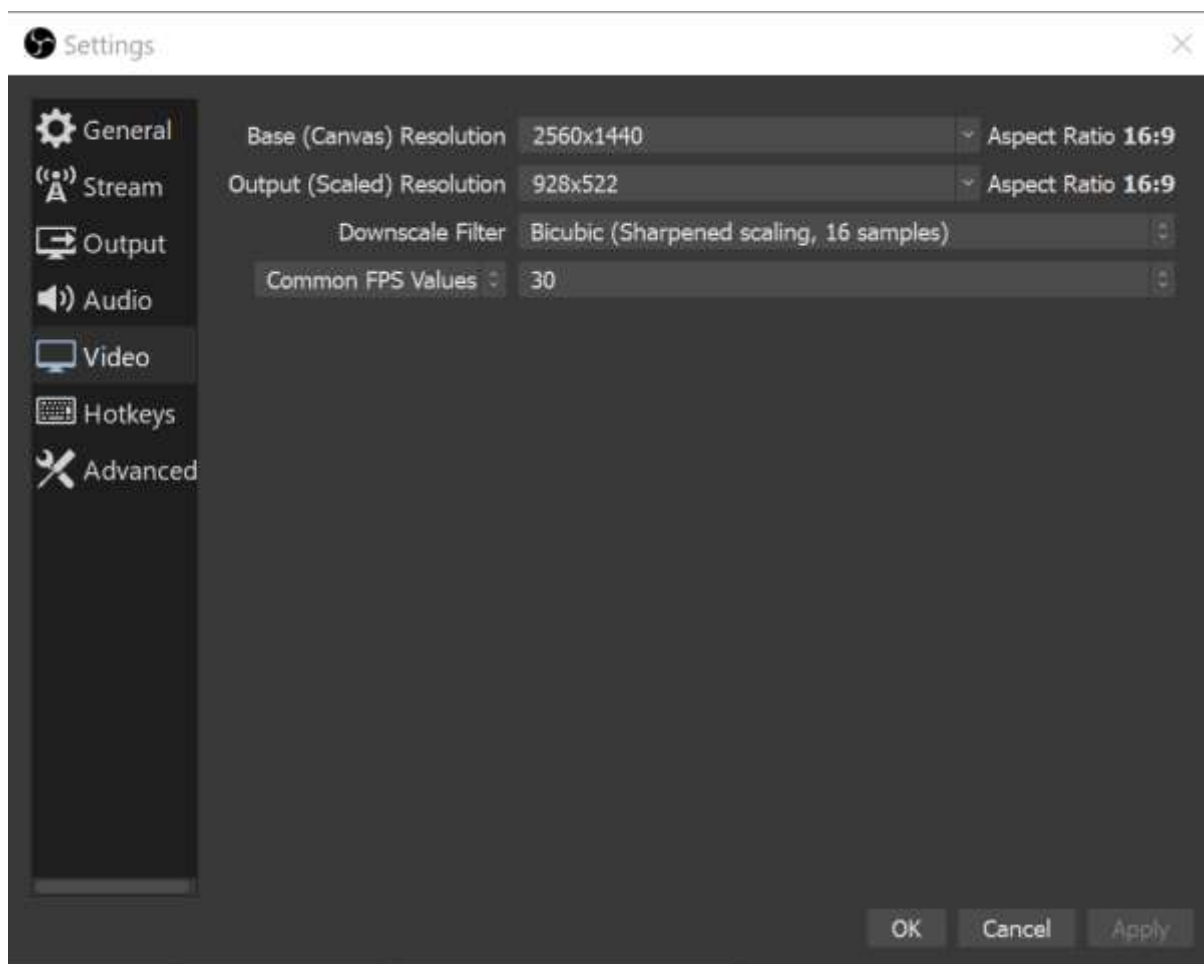 Settings
General
Stream
Output
Audio
Video
Hotkeys
Advanced
Base (Canvas) Resolution 2560x1440 Aspect Ratio 16:9
Output (Scaled) Resolution 928x522 Aspect Ratio 16:9
Downscale Filter Bicubic (Sharpened scaling, 16 samples)
Common FPS Values 30
OK Cancel Apply